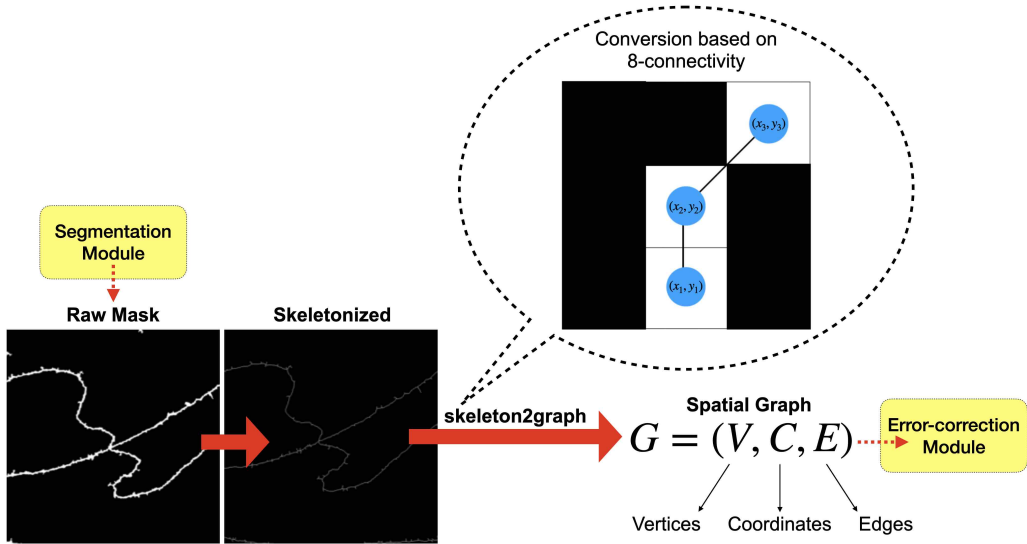 Conversion based on
8-connectivity
(x₃, y₃)
(x₂, y₂)
(x₁, y₁)
Segmentation
Module
Raw Mask
Skeletonized
skeleton2graph
Spatial Graph
G = (V, C, E)
Error-correction
Module
Vertices
Coordinates
Edges